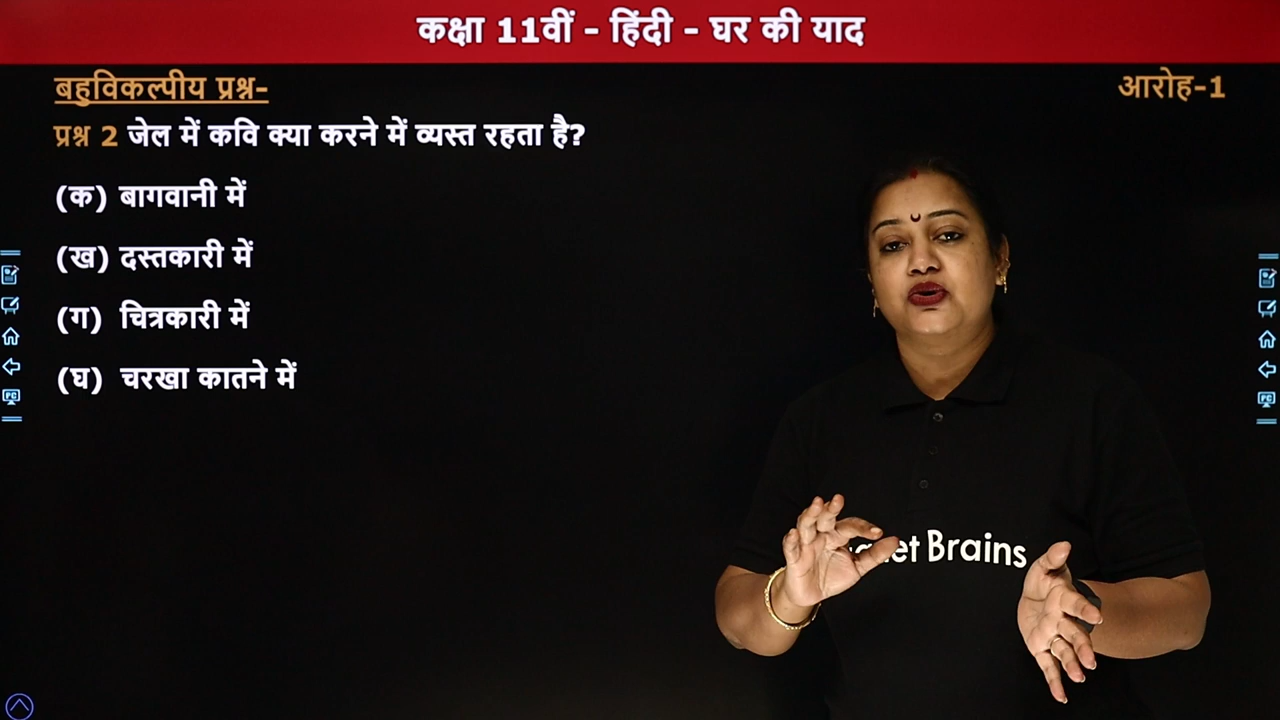 कक्षा 11वीं - हिंदी - घर की याद
बहुविकल्पीय प्रश्न-
आरोह-1
प्रश्न 2 जेल में कवि क्या करने में व्यस्त रहता है?
(क) बागवानी में
(ख) दस्तकारी में
(ग) चित्रकारी में
(घ) चरखा कातने में
Brains